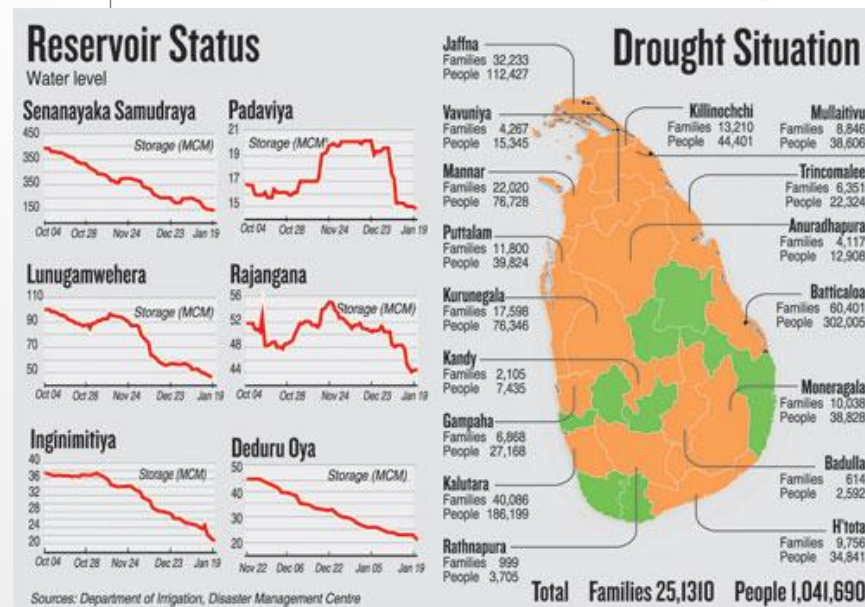 Reservoir Status
Water level
Senanayaka Samudraya
Storage (MCM)
450
350
350
250
150
Oct 04 Oct 28 Nov 24 Dec 23 Jan 19
Padaviya
Storage (MCM)
21
19
17
15
Oct 04 Oct 28 Nov 24 Dec 23 Jan 19
Lunugamwehera
Storage (MCM)
110
90
70
50
Oct 04 Oct 28 Nov 24 Dec 23 Jan 19
Rajangana
Storage (MCM)
56
52
48
44
Oct 04 Oct 28 Nov 24 Dec 23 Jan 19
Inginimitiya
Storage (MCM)
40
36
32
28
24
20
Oct 04 Oct 28 Nov 24 Dec 23 Jan 19
Deduru Oya
Storage (MCM)
50
40
30
20
Nov 22 Dec 06 Dec 22 Jan 05 Jan 19
Sources: Department of Irrigation, Disaster Management Centre
Drought Situation
Jaffna
Families 32,233
People 112,427
Vavuniya
Families 4,267
People 15,345
Mannar
Families 22,020
People 76,728
Puttalam
Families 11,800
People 39,824
Kurunegala
Families 17,598
People 76,346
Kandy
Families 2,105
People 7,435
Gampaha
Families 6,868
People 27,168
Kalutara
Families 40,086
People 186,199
Rathnapura
Families 999
People 3,705
Killinochchi
Families 13,210
People 44,401
Mullaitivu
Families 8,846
People 38,606
Trincomalee
Families 6,351
People 22,324
Anuradhapura
Families 4,117
People 12,908
Batticaloa
Families 60,401
People 302,005
Moneragala
Families 10,038
People 38,828
Badulla
Families 614
People 2,592
H'tota
Families 9,756
People 34,841
Total Families 25,1310 People 1,041,690